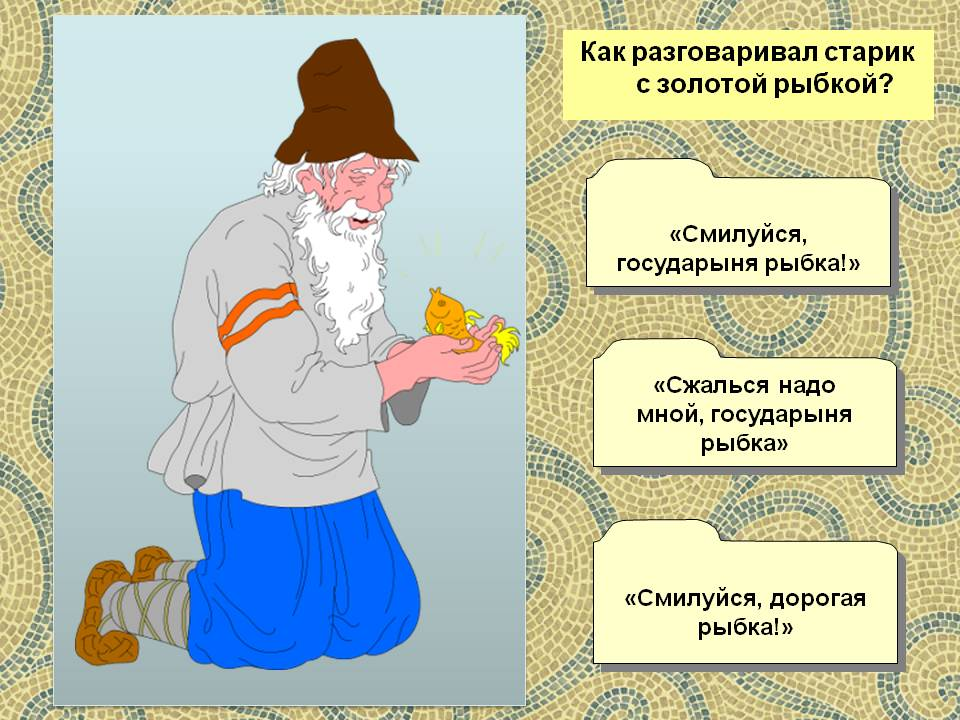 Как разговаривал старик
с золотой рыбкой?
«Смилуйся,
государыня рыбка!»
«Сжалься надо
мной, государыня
рыбка»
«Смилуйся, дорогая
рыбка!»